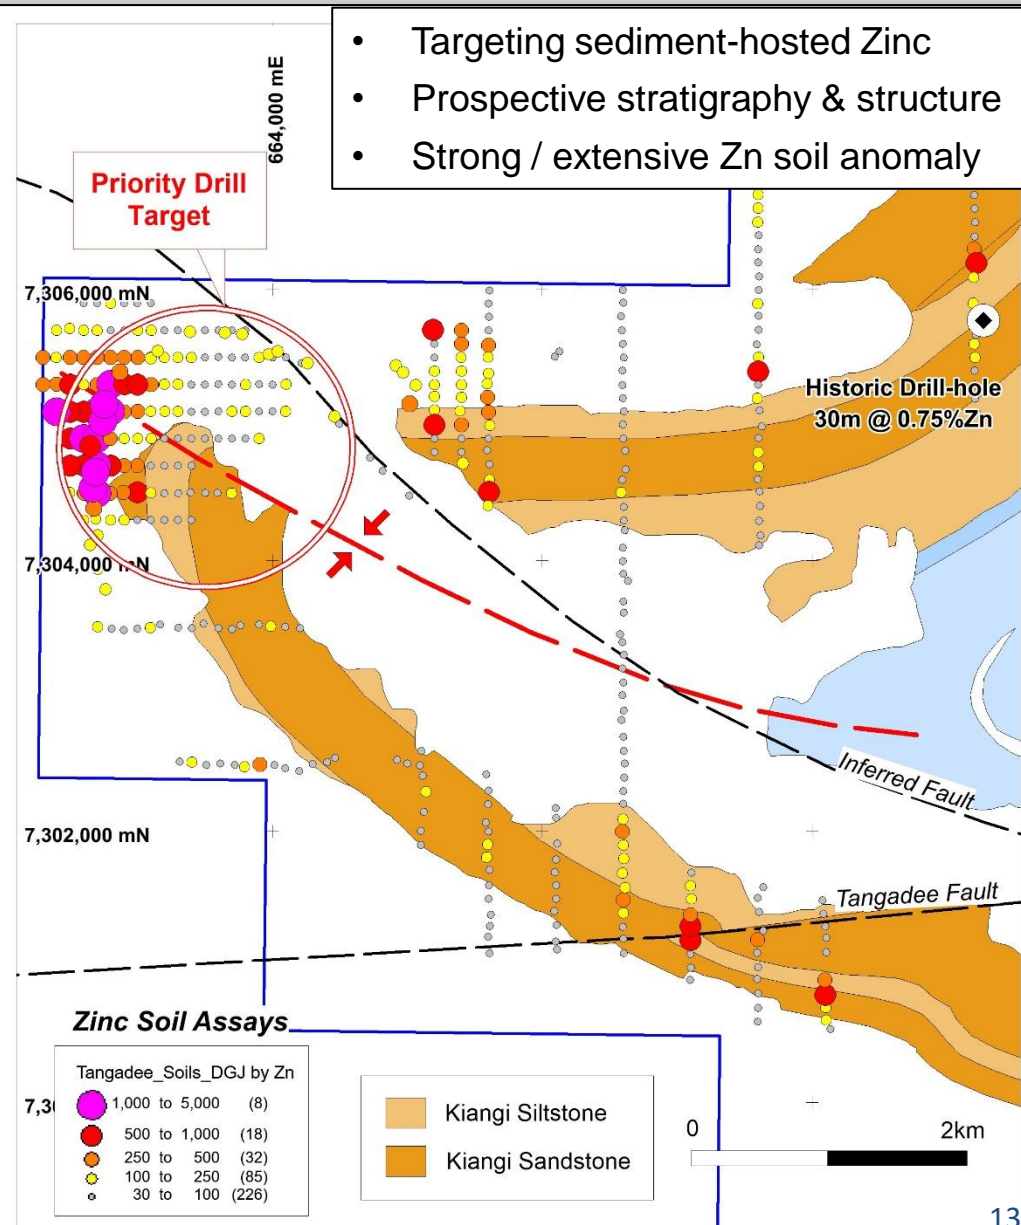 • Targeting sediment-hosted Zinc
• Prospective stratigraphy & structure
• Strong / extensive Zn soil anomaly
664,000 mE
Priority Drill
Target
7,306,000 mN
Historic Drill-hole
30m @ 0.75%Zn
7,304,000 mN
Inferred Fault
7,302,000 mN
Tangadee Fault
Zinc Soil Assays
Tangadee_Soils_DGJ by Zn
1,000 to 5,000 (8)
500 to 1,000 (18)
250 to 500 (32)
100 to 250 (85)
30 to 100 (226)
7,30
Kiangi Siltstone
Kiangi Sandstone
0 2km
13